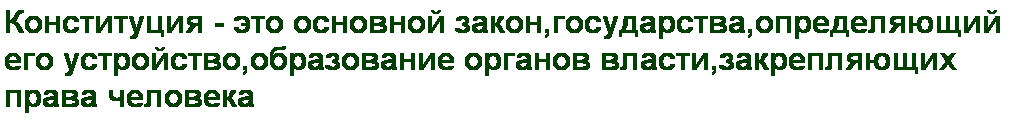 Конституция - это основной закон,государства,определяющий
его устройство,образование органов власти,закрепляющих
права человека